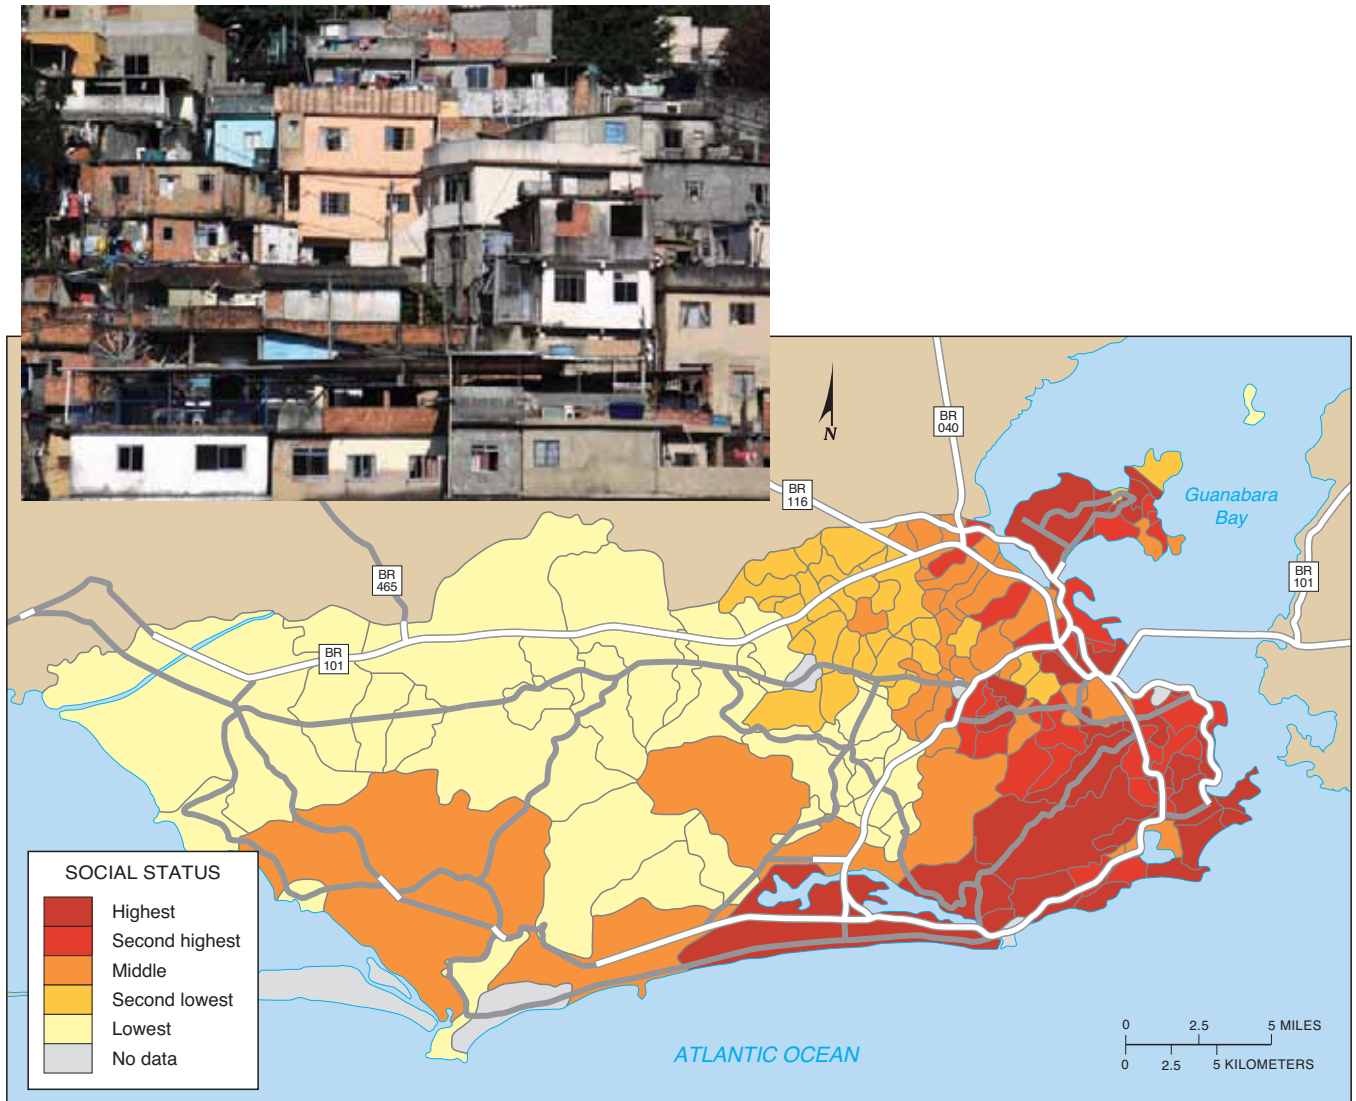 BR
040
BR
116
N
Guanabara
Bay
BR
465
BR
101
BR
101
SOCIAL STATUS
Highest
Second highest
Middle
Second lowest
Lowest
No data
ATLANTIC OCEAN
0 2.5 5 MILES
0 2.5 5 KILOMETERS